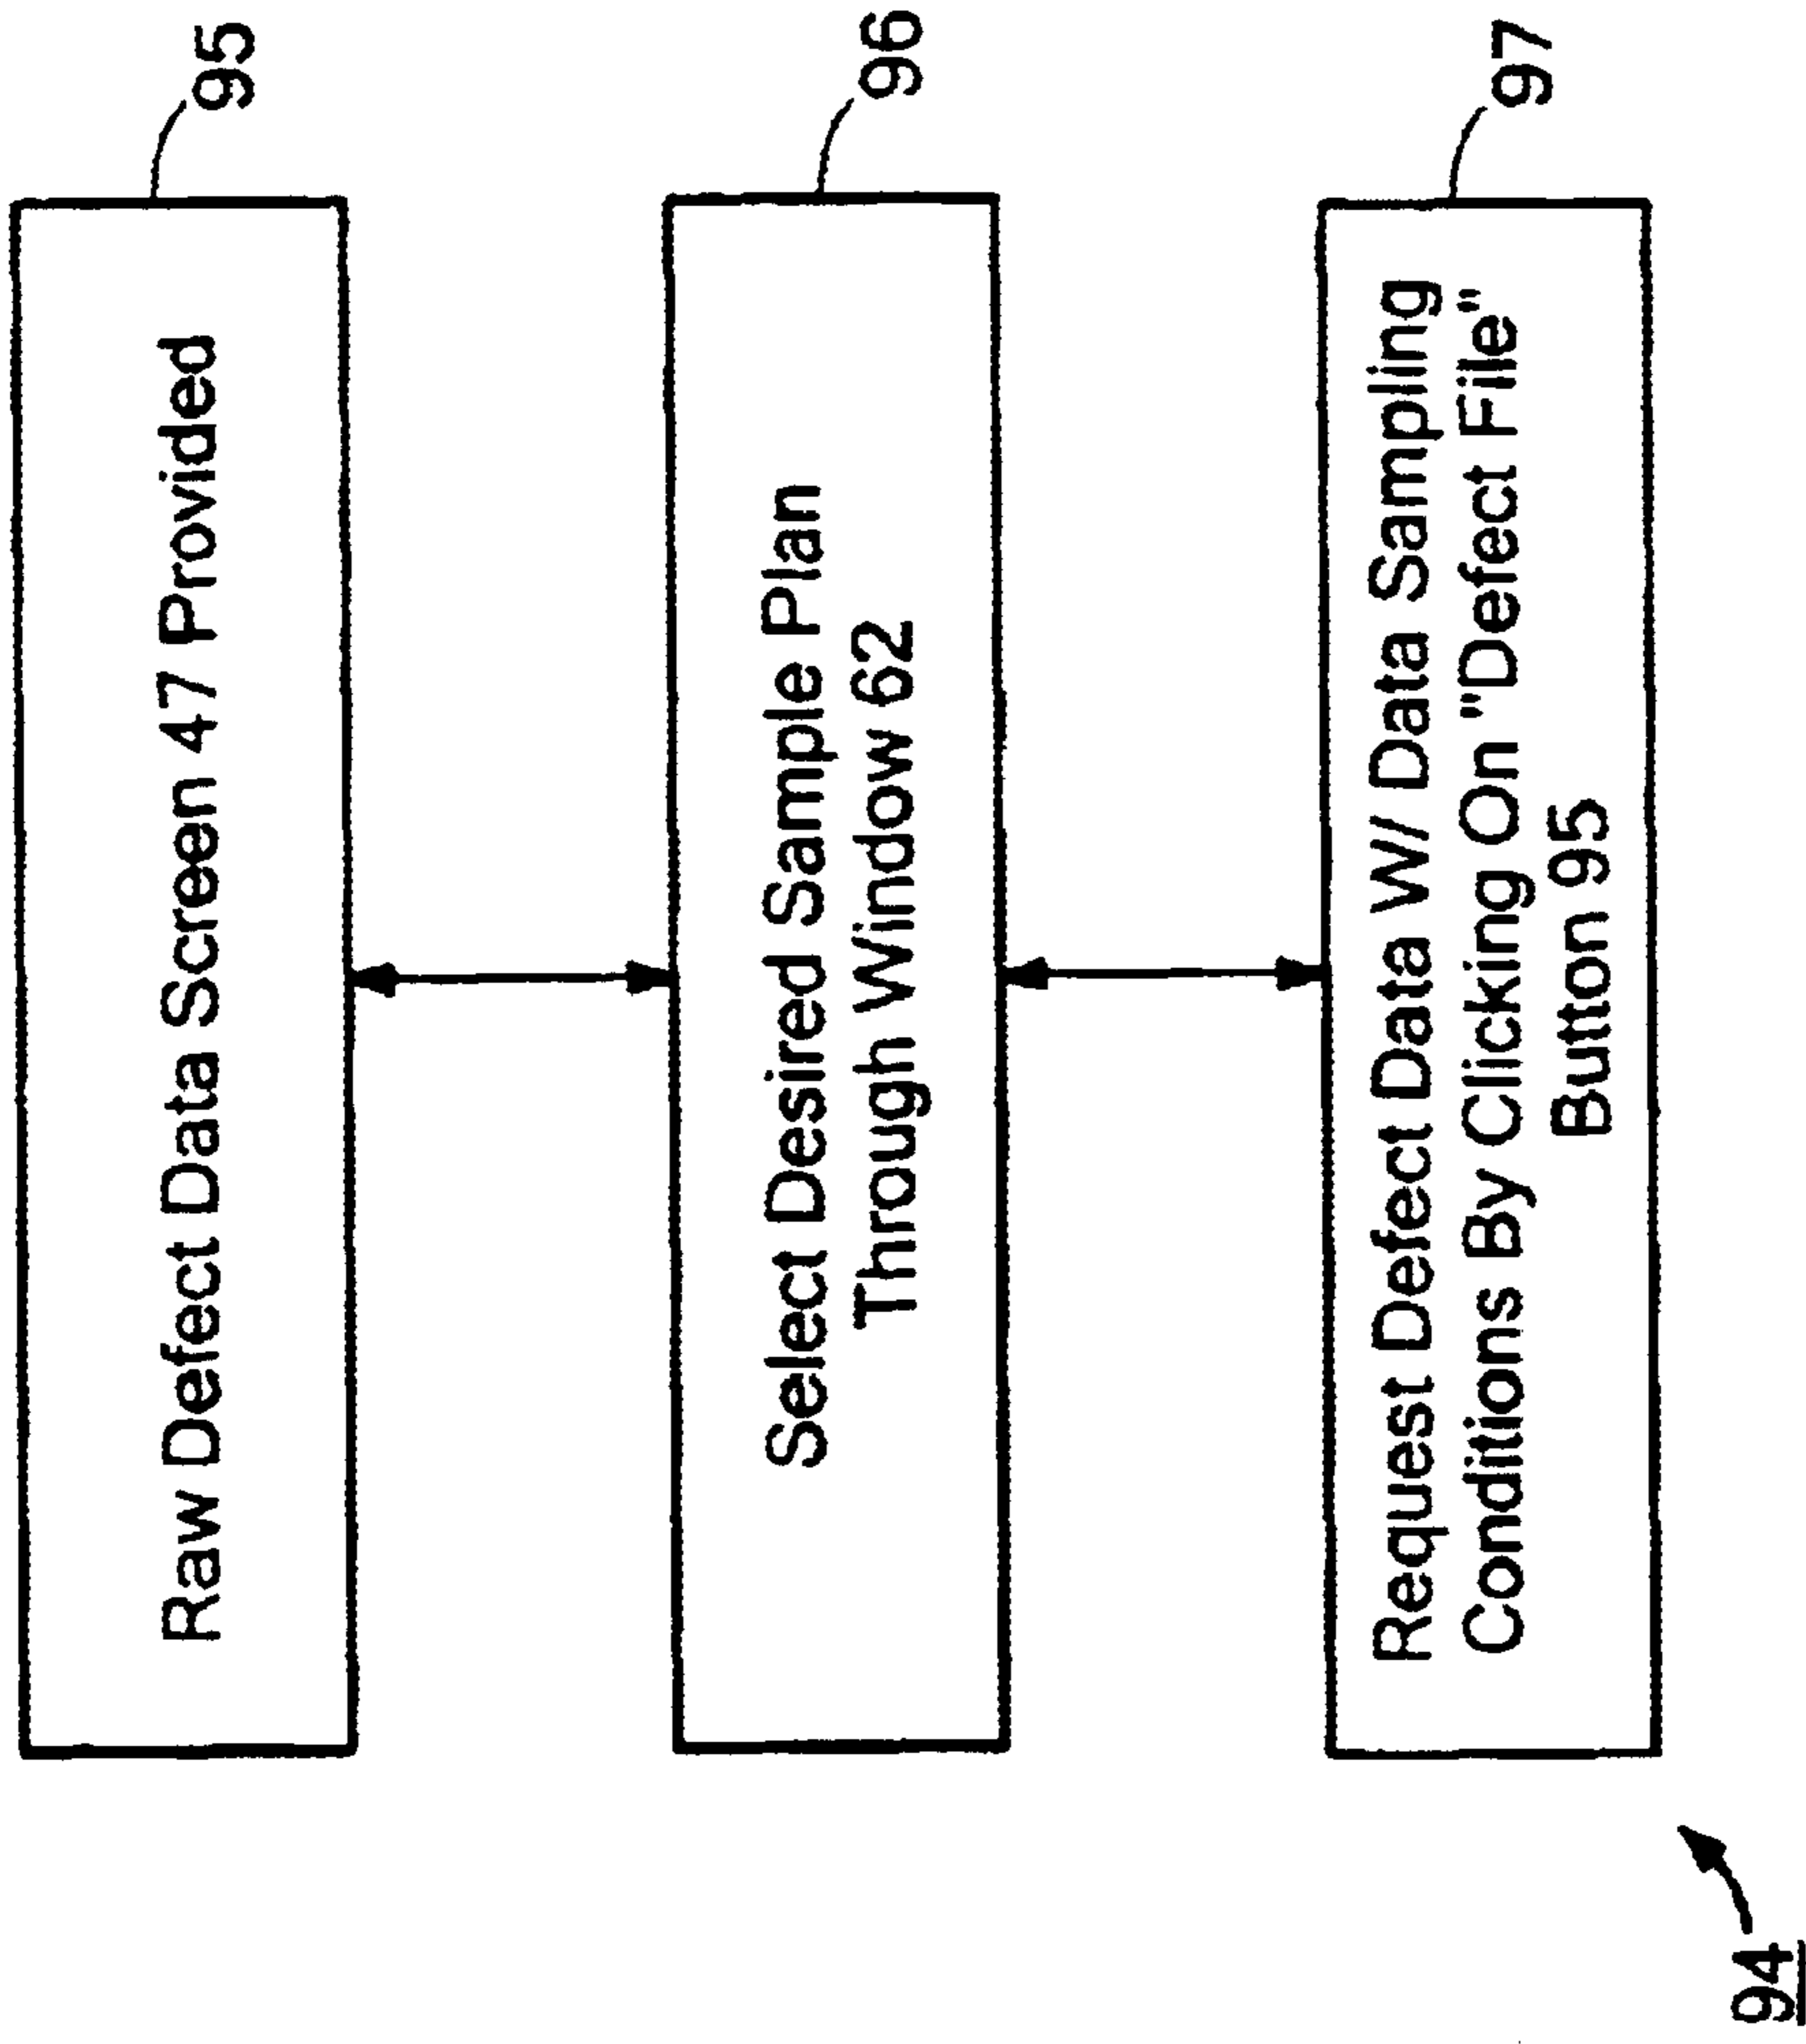 Raw Defect Data Screen 47 Provided
95
Select Desired Sample Plan
Through Window 62
96
Request Defect Data W/ Data Sampling
Conditions By Clicking On "Defect File"
Button 95
97
94